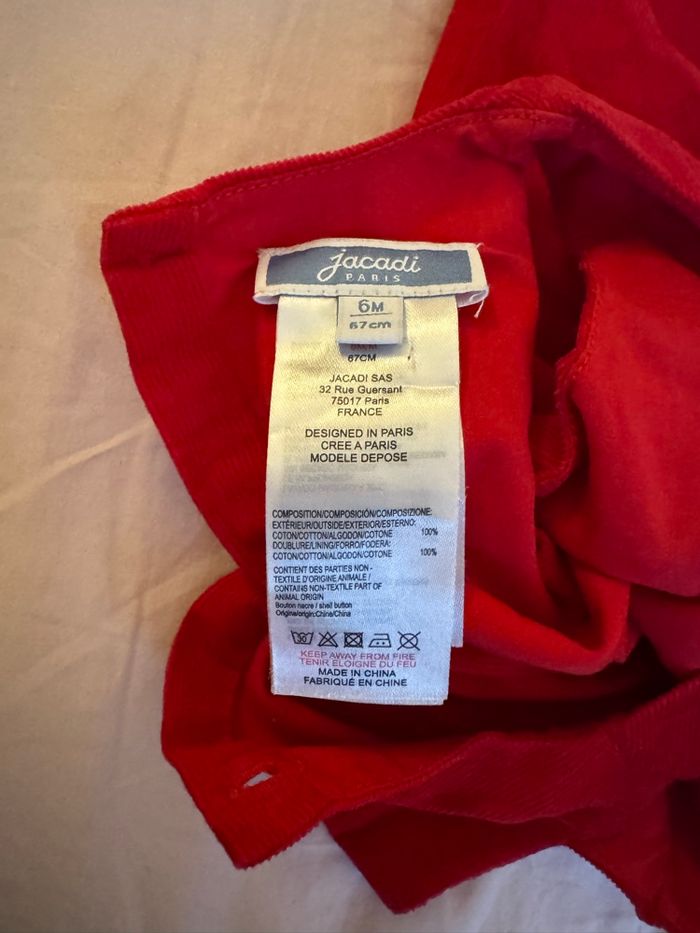 jacadi
PARIS
6M
67cm
67CM
JACADI SAS
32 Rue Guersant
75017 Paris
FRANCE
DESIGNED IN PARIS
CREE A PARIS
MODELE DEPOSE
COMPOSITION/COMPOSICIÓN/COMPOSIZIONE:
EXTÉRIEUR/OUTSIDE/EXTERIOR/ESTERNO:
COTON/COTTON/ALGODON/COTONE 100%
DOUBLURE/LINING/FORRO/FODERA:
COTON/COTTON/ALGODON/COTONE 100%
CONTIENT DES PARTIES NON-
TEXTILE D'ORIGINE ANIMALE /
CONTAINS NON-TEXTILE PART OF
ANIMAL ORIGIN
Bouton nacre / shell button
Origine/origin:Chine/China
30
KEEP AWAY FROM FIRE
TENIR ELOIGNE DU FEU
MADE IN CHINA
FABRIQUÉ EN CHINE